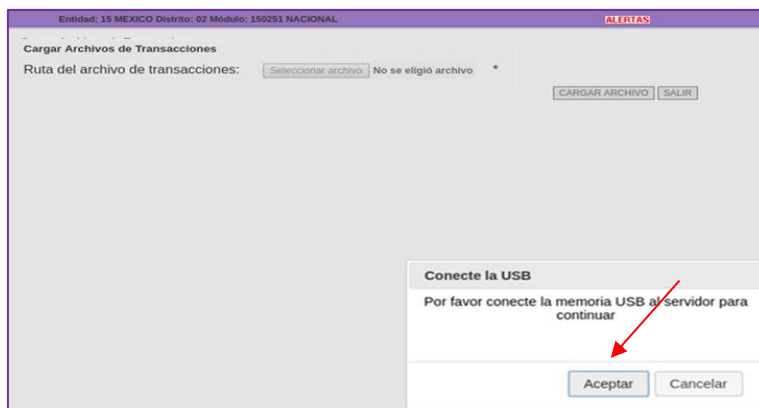 Entidad: 15 MEXICO Distrito: 02 Módulo: 150251 NACIONAL ALERTAS
Cargar Archivos de Transacciones
Ruta del archivo de transacciones: Seleccionar archivo No se eligió archivo *
CARGAR ARCHIVO SALIR
Conecte la USB
Por favor conecte la memoria USB al servidor para
continuar
Aceptar Cancelar